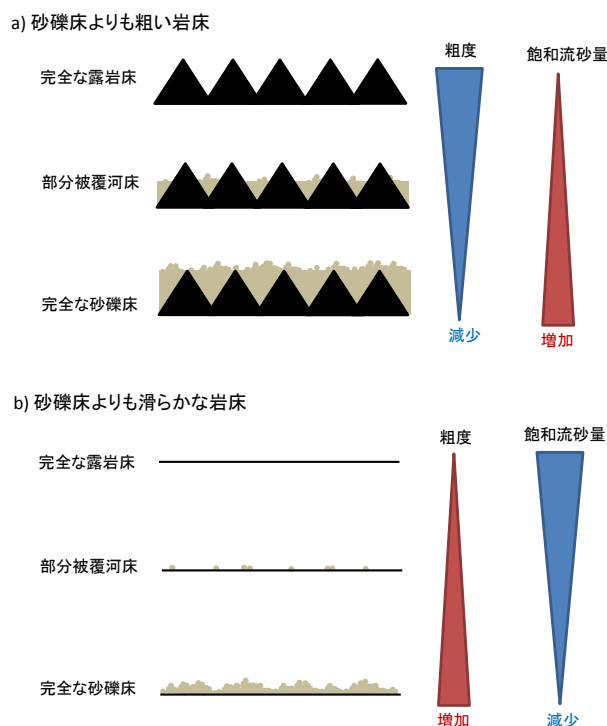 a) 砂礫床よりも粗い岩床
粗度
飽和流砂量
完全な露岩床
部分被覆河床
完全な砂礫床
減少
増加
b) 砂礫床よりも滑らかな岩床
粗度
飽和流砂量
完全な露岩床
部分被覆河床
完全な砂礫床
増加
減少